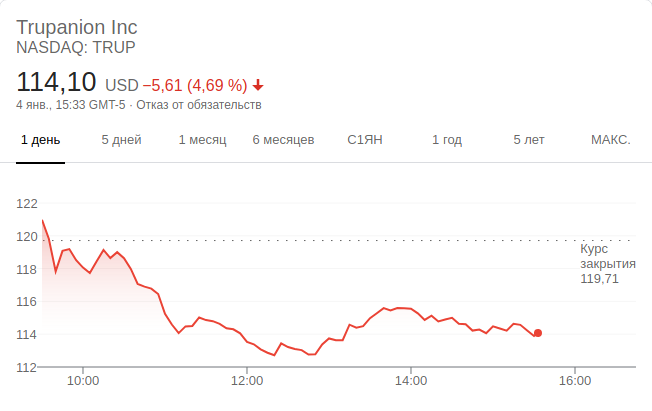 Trupanion Inc
NASDAQ: TRUP
114,10 USD −5,61 (4,69 %)
4 янв., 15:33 GMT-5 · Отказ от обязательств
1 день 5 дней 1 месяц 6 месяцев С1ЯН 1 год 5 лет МАКС.
122
120
Курс
закрытия
119,71
118
116
114
112
10:00 12:00 14:00 16:00